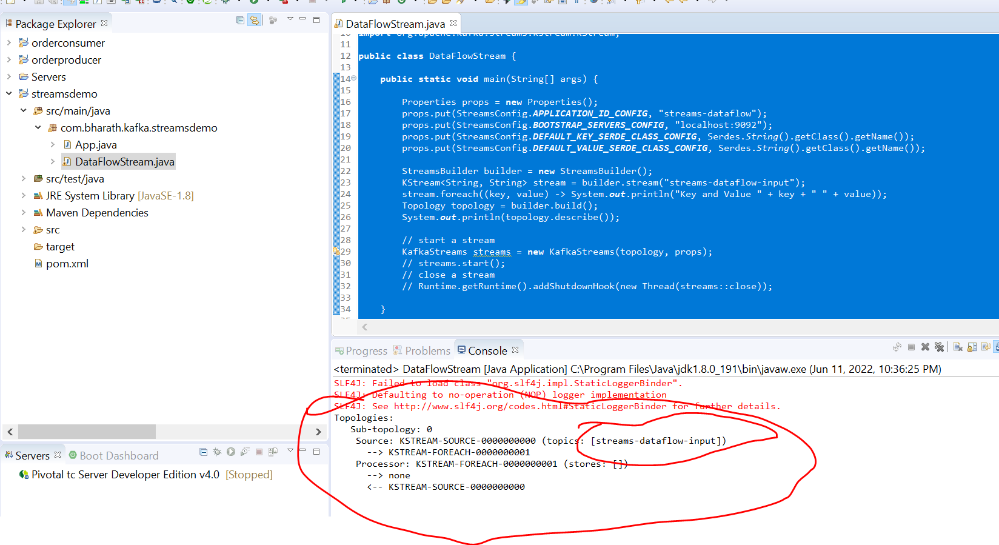 Package Explorer
orderconsumer
orderproducer
Servers
streamsdemo
src/main/java
com.bharath.kafka.streamsdemo
App.java
DataFlowStream.java
src/test/java
JRE System Library [JavaSE-1.8]
Maven Dependencies
src
target
pom.xml
Servers
Boot Dashboard
Pivotal tc Server Developer Edition v4.0 [Stopped]
DataFlowStream.java
10 import org.apache.kafka.streams.kstream.KStream;
11
12 public class DataFlowStream {
13
14 public static void main(String[] args) {
15
16 Properties props = new Properties();
17 props.put(StreamsConfig.APPLICATION_ID_CONFIG, "streams-dataflow");
18 props.put(StreamsConfig.BOOTSTRAP_SERVERS_CONFIG, "localhost:9092");
19 props.put(StreamsConfig.DEFAULT_KEY_SERDE_CLASS_CONFIG, Serdes.String().getClass().getName());
20 props.put(StreamsConfig.DEFAULT_VALUE_SERDE_CLASS_CONFIG, Serdes.String().getClass().getName());
21
22 StreamsBuilder builder = new StreamsBuilder();
23 KStream<String, String> stream = builder.stream("streams-dataflow-input");
24 stream.foreach((key, value) -> System.out.println("Key and Value " + key + " " + value));
25 Topology topology = builder.build();
26 System.out.println(topology.describe());
27
28 // start a stream
29 KafkaStreams streams = new KafkaStreams(topology, props);
30 // streams.start();
31 // close a stream
32 // Runtime.getRuntime().addShutdownHook(new Thread(streams::close));
33
34 }
Progress
Problems
Console
<terminated> DataFlowStream [Java Application] C:\Program Files\Java\jdk1.8.0_191\bin\javaw.exe (Jun 11, 2022, 10:36:25 PM)
SLF4J: Failed to load class "org.slf4j.impl.StaticLoggerBinder".
SLF4J: Defaulting to no-operation (NOP) logger implementation
SLF4J: See http://www.slf4j.org/codes.html#StaticLoggerBinder for further details.
Topologies:
Sub-topology: 0
Source: KSTREAM-SOURCE-0000000000 (topics: [streams-dataflow-input])
--> KSTREAM-FOREACH-0000000001
Processor: KSTREAM-FOREACH-0000000001 (stores: [])
--> none
<-- KSTREAM-SOURCE-0000000000